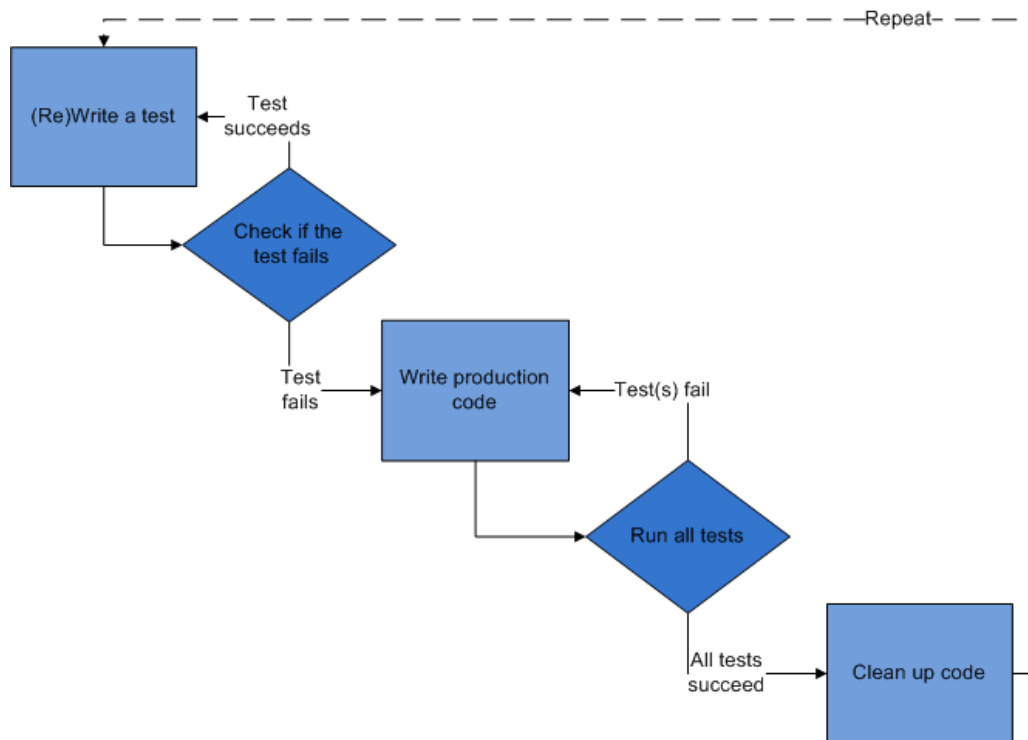 Repeat
(Re)Write a test
Test
succeeds
Check if the
test fails
Test
fails
Write production
code
Test(s) fail
Run all tests
All tests
succeed
Clean up code